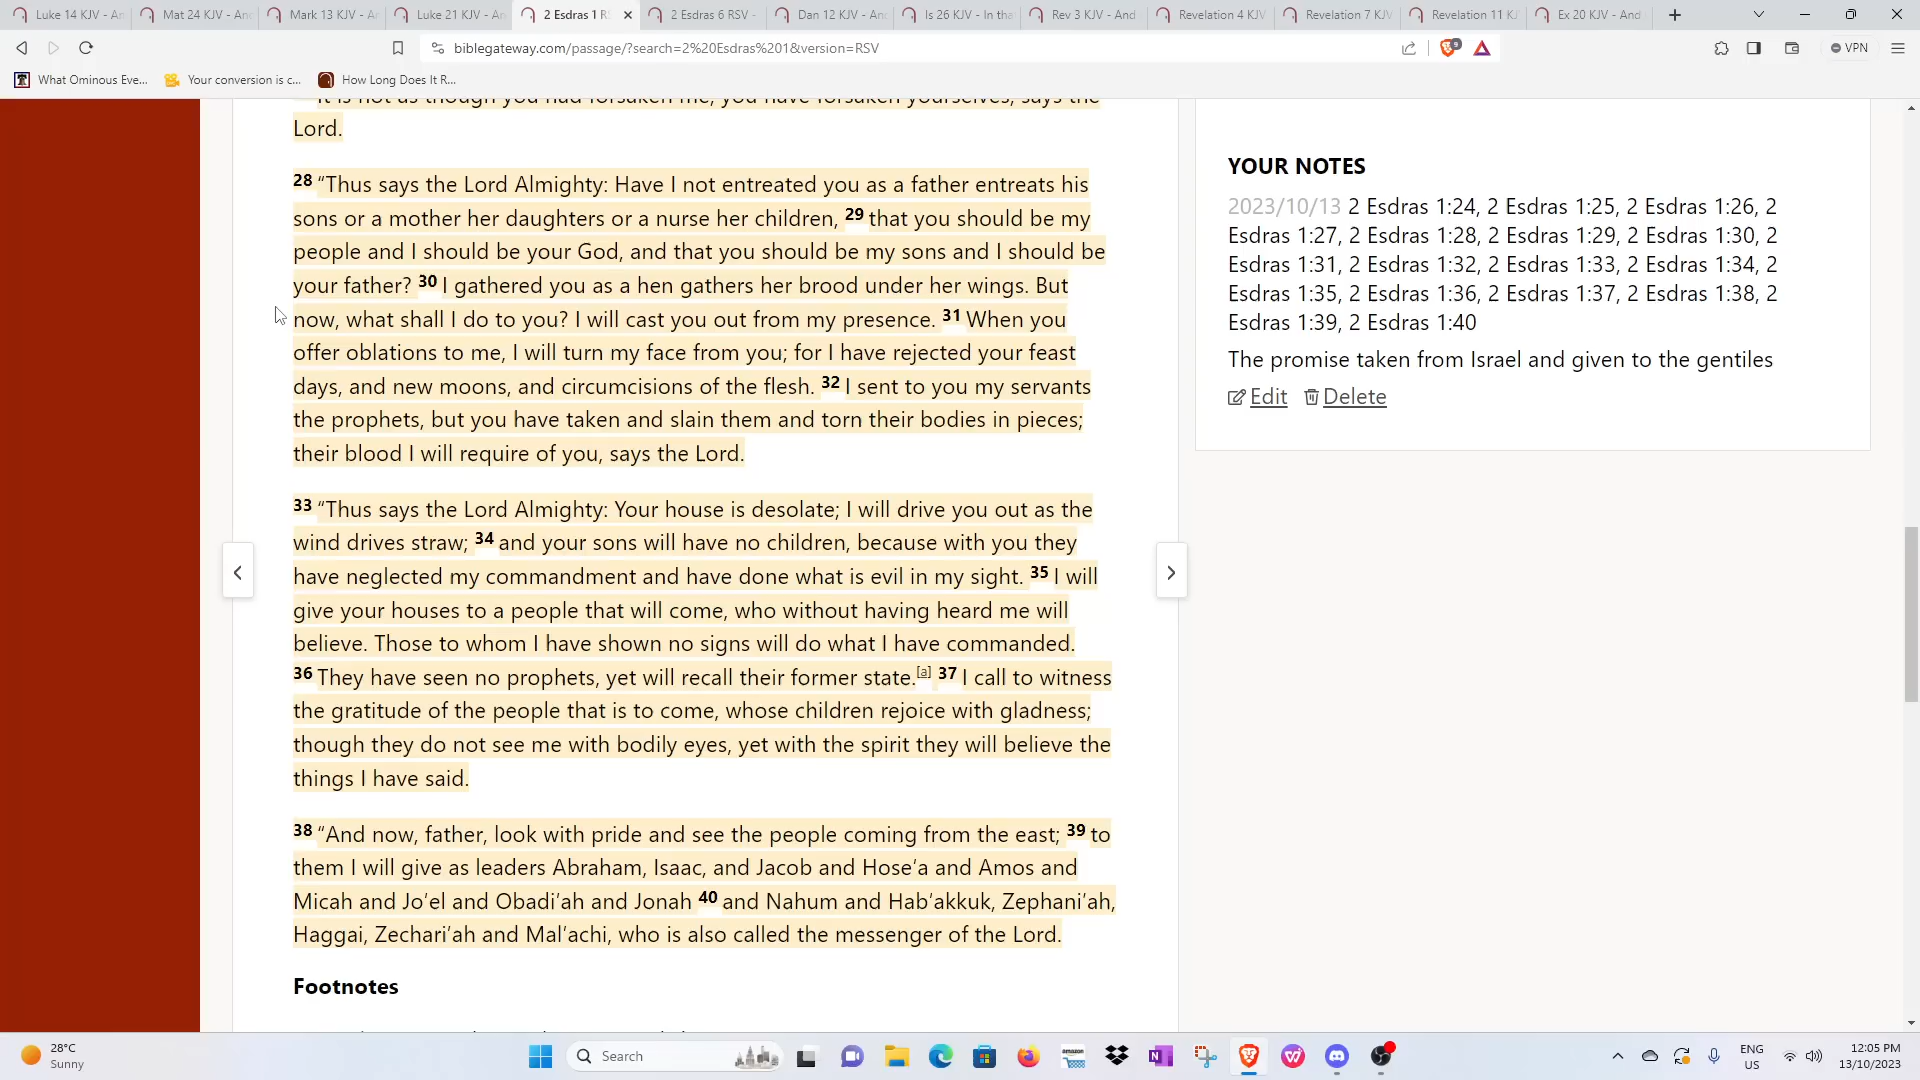 Luke 14 KJV - An
Mat 24 KJV - And
Mark 13 KJV - An
Luke 21 KJV - An
2 Esdras 1 R
2 Esdras 6 RSV -
Dan 12 KJV - And
Is 26 KJV - In tha
Rev 3 KJV - And
Revelation 4 KJV
Revelation 7 KJV
Revelation 11 KJ
Ex 20 KJV - And
biblegateway.com/passage/?search=2%20Esdras%201&version=RSV
VPN
What Ominous Eve...
Your conversion is c...
How Long Does It R...
It is not as though you had forsaken me; you have forsaken yourselves, says the
Lord.
28 “Thus says the Lord Almighty: Have I not entreated you as a father entreats his
sons or a mother her daughters or a nurse her children, 29 that you should be my
people and I should be your God, and that you should be my sons and I should be
your father? 30 I gathered you as a hen gathers her brood under her wings. But
now, what shall I do to you? I will cast you out from my presence. 31 When you
offer oblations to me, I will turn my face from you; for I have rejected your feast
days, and new moons, and circumcisions of the flesh. 32 I sent to you my servants
the prophets, but you have taken and slain them and torn their bodies in pieces;
their blood I will require of you, says the Lord.
33 “Thus says the Lord Almighty: Your house is desolate; I will drive you out as the
wind drives straw; 34 and your sons will have no children, because with you they
have neglected my commandment and have done what is evil in my sight. 35 I will
give your houses to a people that will come, who without having heard me will
believe. Those to whom I have shown no signs will do what I have commanded.
36 They have seen no prophets, yet will recall their former state.[a] 37 I call to witness
the gratitude of the people that is to come, whose children rejoice with gladness;
though they do not see me with bodily eyes, yet with the spirit they will believe the
things I have said.
38 “And now, father, look with pride and see the people coming from the east; 39 to
them I will give as leaders Abraham, Isaac, and Jacob and Hose′a and Amos and
Micah and Jo′el and Obadi′ah and Jonah 40 and Nahum and Hab′akkuk, Zephani′ah,
Haggai, Zechari′ah and Mal′achi, who is also called the messenger of the Lord.
Footnotes
YOUR NOTES
2023/10/13 2 Esdras 1:24, 2 Esdras 1:25, 2 Esdras 1:26, 2
Esdras 1:27, 2 Esdras 1:28, 2 Esdras 1:29, 2 Esdras 1:30, 2
Esdras 1:31, 2 Esdras 1:32, 2 Esdras 1:33, 2 Esdras 1:34, 2
Esdras 1:35, 2 Esdras 1:36, 2 Esdras 1:37, 2 Esdras 1:38, 2
Esdras 1:39, 2 Esdras 1:40
The promise taken from Israel and given to the gentiles
Edit Delete
28°C
Sunny
Search
amazon
ENG
US
12:05 PM
13/10/2023